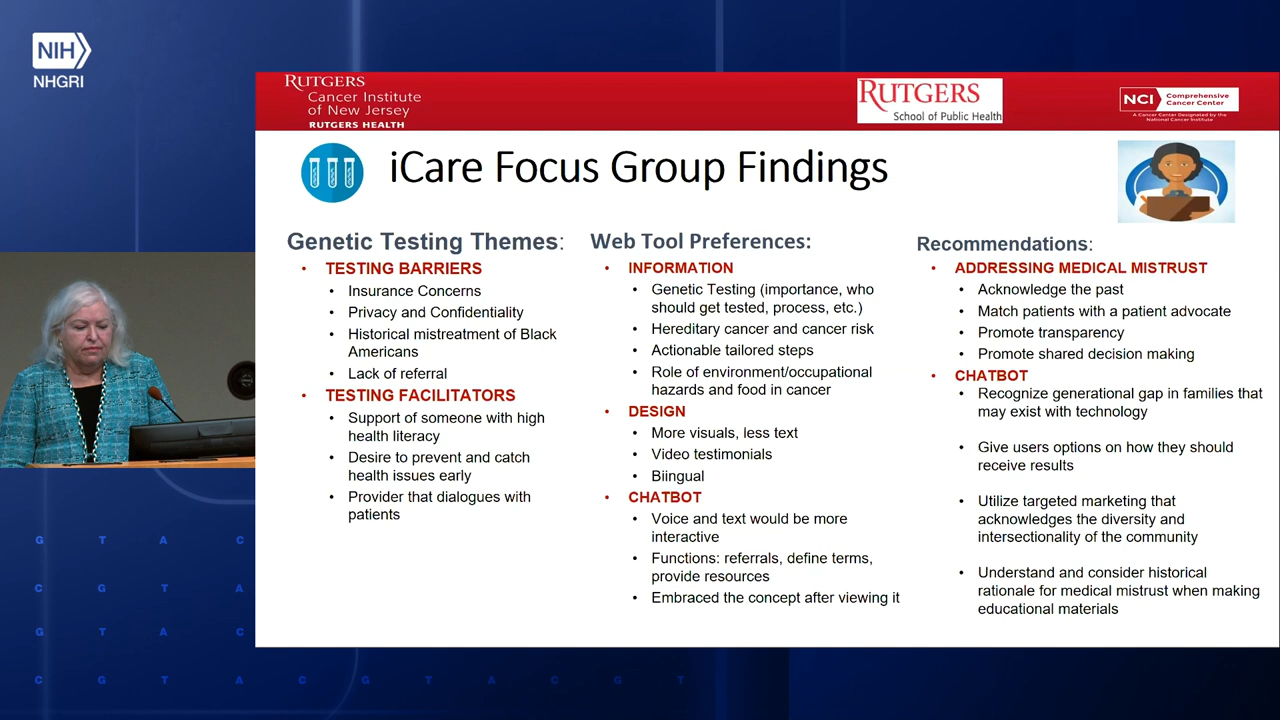 NIH
NHGRI
RUTGERS
Cancer Institute
of New Jersey
RUTGERS HEALTH
RUTGERS
School of Public Health
NCI
Comprehensive
Cancer Center
A Cancer Center Designated by the
National Cancer Institute
iCare Focus Group Findings
Genetic Testing Themes:
• TESTING BARRIERS
• Insurance Concerns
• Privacy and Confidentiality
• Historical mistreatment of Black
Americans
• Lack of referral
• TESTING FACILITATORS
• Support of someone with high
health literacy
• Desire to prevent and catch
health issues early
• Provider that dialogues with
patients
Web Tool Preferences:
• INFORMATION
• Genetic Testing (importance, who
should get tested, process, etc.)
• Hereditary cancer and cancer risk
• Actionable tailored steps
• Role of environment/occupational
hazards and food in cancer
• DESIGN
• More visuals, less text
• Video testimonials
• Biingual
• CHATBOT
• Voice and text would be more
interactive
• Functions: referrals, define terms,
provide resources
• Embraced the concept after viewing it
Recommendations:
• ADDRESSING MEDICAL MISTRUST
• Acknowledge the past
• Match patients with a patient advocate
• Promote transparency
• Promote shared decision making
• CHATBOT
• Recognize generational gap in families that
may exist with technology
• Give users options on how they should
receive results
• Utilize targeted marketing that
acknowledges the diversity and
intersectionality of the community
• Understand and consider historical
rationale for medical mistrust when making
educational materials
G T A C
C G T A
G T A C
C G T A C G T A C G T